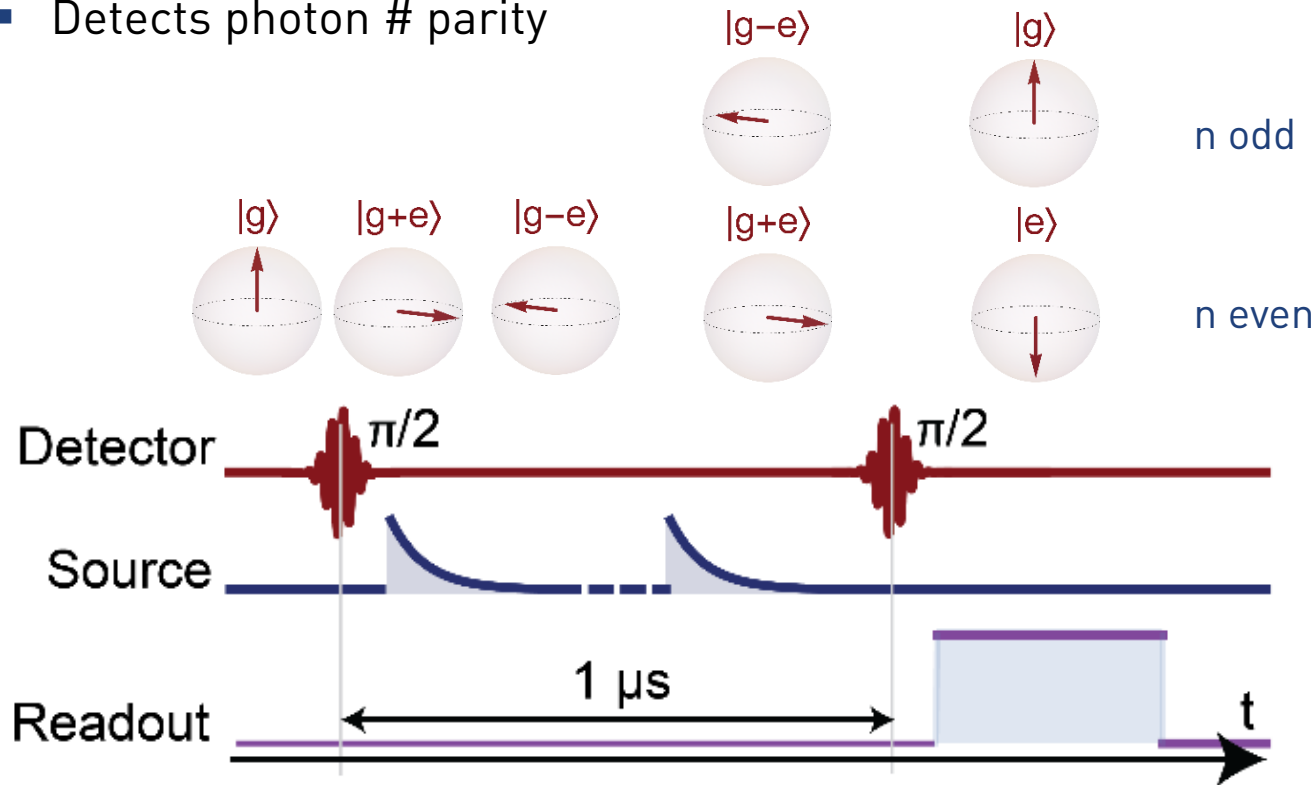 ▪ Detects photon # parity
|g−e⟩ |g⟩
n odd
|g⟩ |g+e⟩ |g−e⟩ |g+e⟩ |e⟩
n even
Detector π/2 π/2
Source
1 μs
Readout t